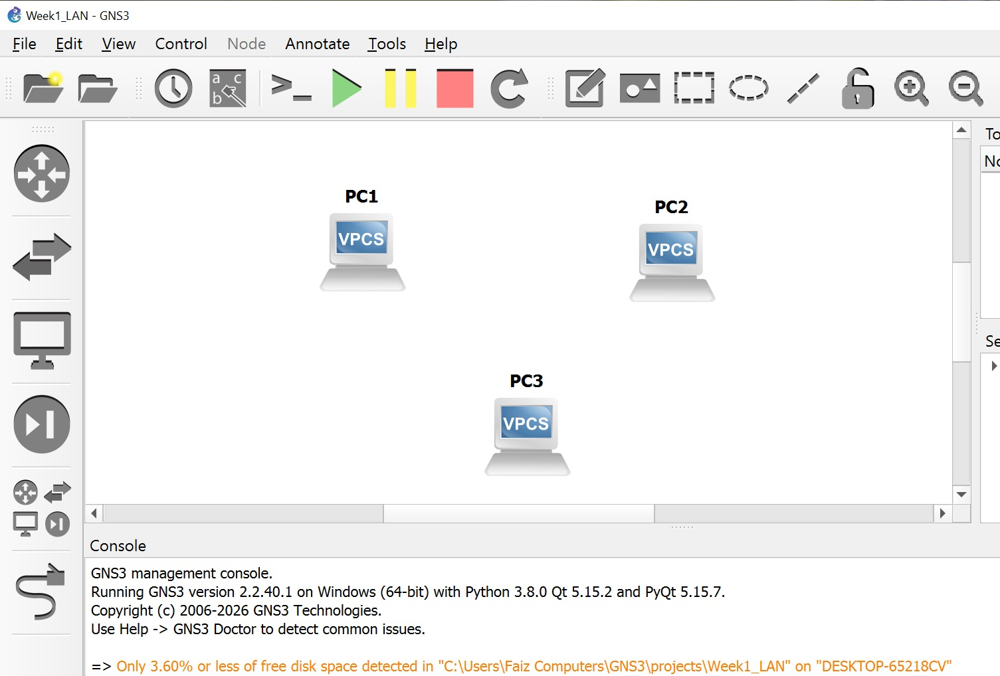 Week1_LAN - GNS3
File Edit View Control Node Annotate Tools Help
a c
b
To
No
PC1
VPCS
PC2
VPCS
Se
PC3
VPCS
Console
GNS3 management console.
Running GNS3 version 2.2.40.1 on Windows (64-bit) with Python 3.8.0 Qt 5.15.2 and PyQt 5.15.7.
Copyright (c) 2006-2026 GNS3 Technologies.
Use Help -> GNS3 Doctor to detect common issues.
=> Only 3.60% or less of free disk space detected in "C:\Users\Faiz Computers\GNS3\projects\Week1_LAN" on "DESKTOP-65218CV"